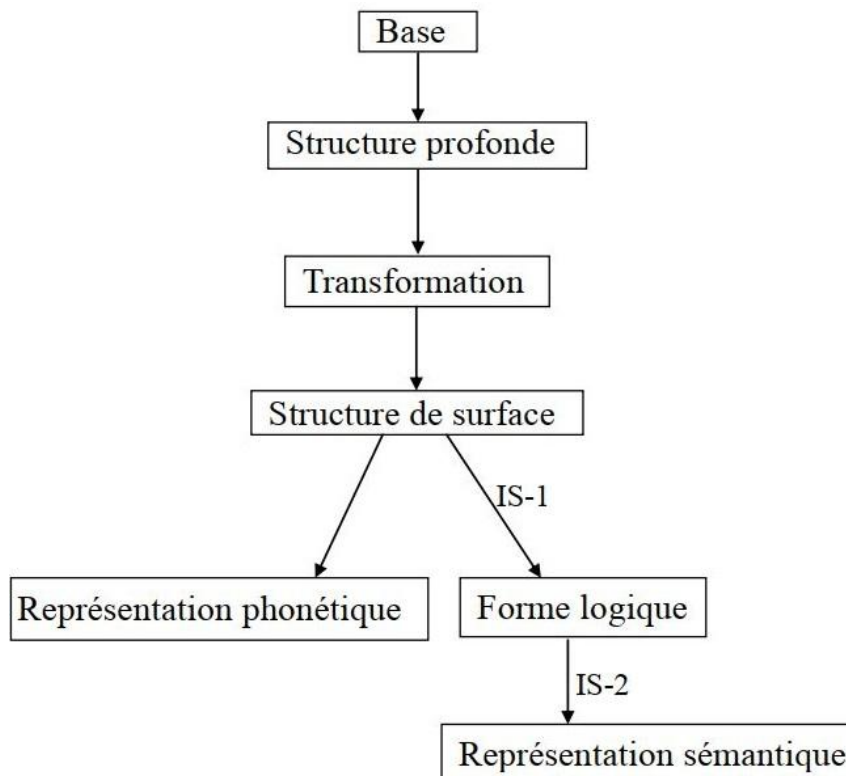 Base
Structure profonde
Transformation
Structure de surface
IS-1
Représentation phonétique
Forme logique
IS-2
Représentation sémantique